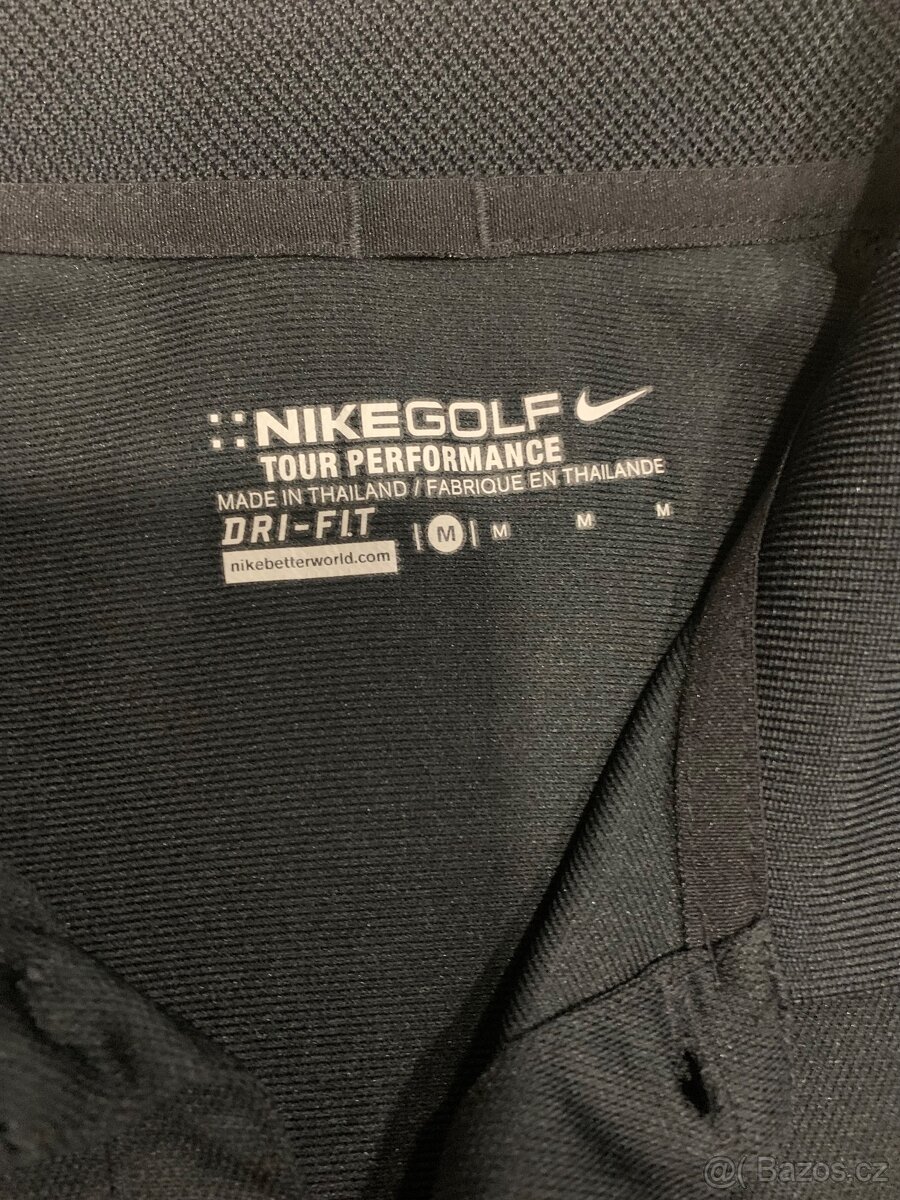 NIKEGOLF
TOUR PERFORMANCE
MADE IN THAILAND / FABRIQUE EN THAILANDE
DRI-FIT | M | M M M
nikebetterworld.com
@( Bazos.cz